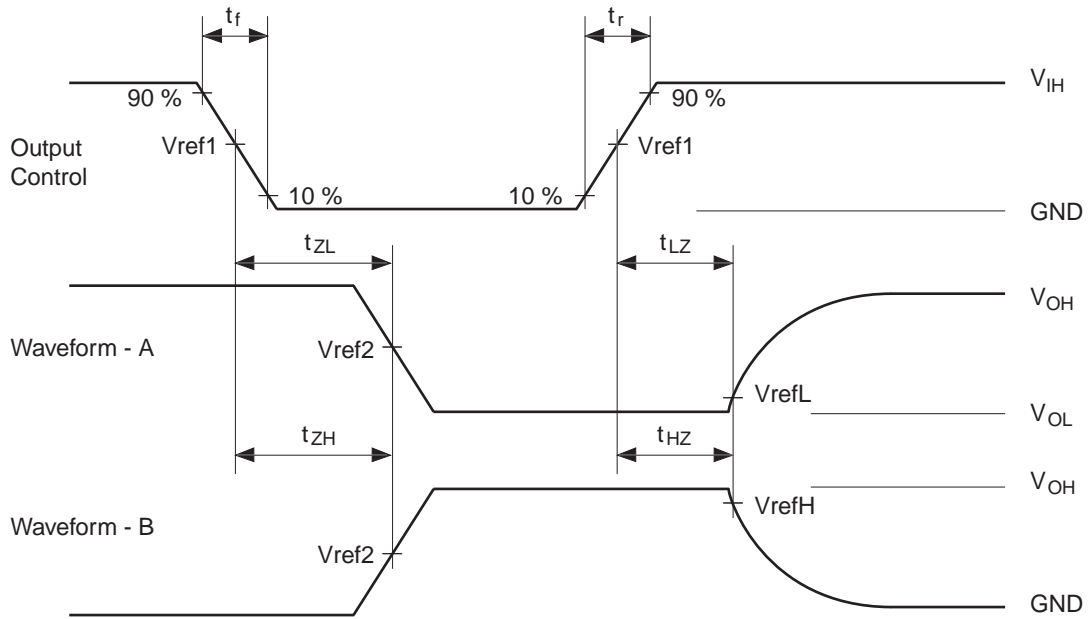 tf
tr
VIH
90 %
90 %
Vref1
Vref1
Output
Control
10 %
10 %
GND
tZL
tLZ
VOH
Waveform - A
Vref2
VrefL
VOL
tZH
tHZ
VOH
VrefH
Waveform - B
Vref2
GND